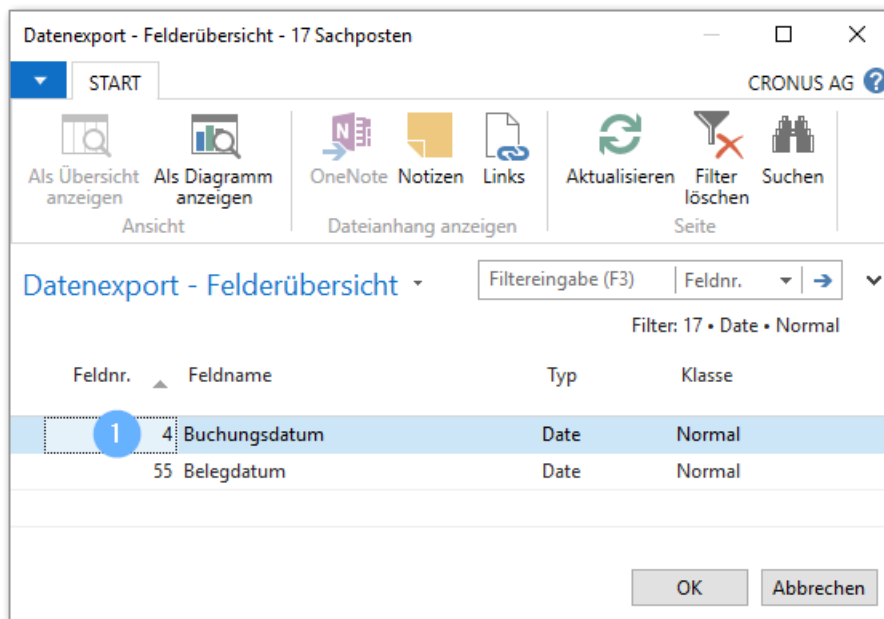 Datenexport - Felderübersicht - 17 Sachposten
START
CRONUS AG
Als Übersicht anzeigen
Als Diagramm anzeigen
OneNote
Notizen
Links
Aktualisieren
Filter löschen
Suchen
Ansicht
Dateianhang anzeigen
Seite
Datenexport - Felderübersicht
Filtereingabe (F3)
Feldnr.
Filter: 17 • Date • Normal
Feldnr. Feldname Typ Klasse
1 4 Buchungsdatum Date Normal
55 Belegdatum Date Normal
OK
Abbrechen